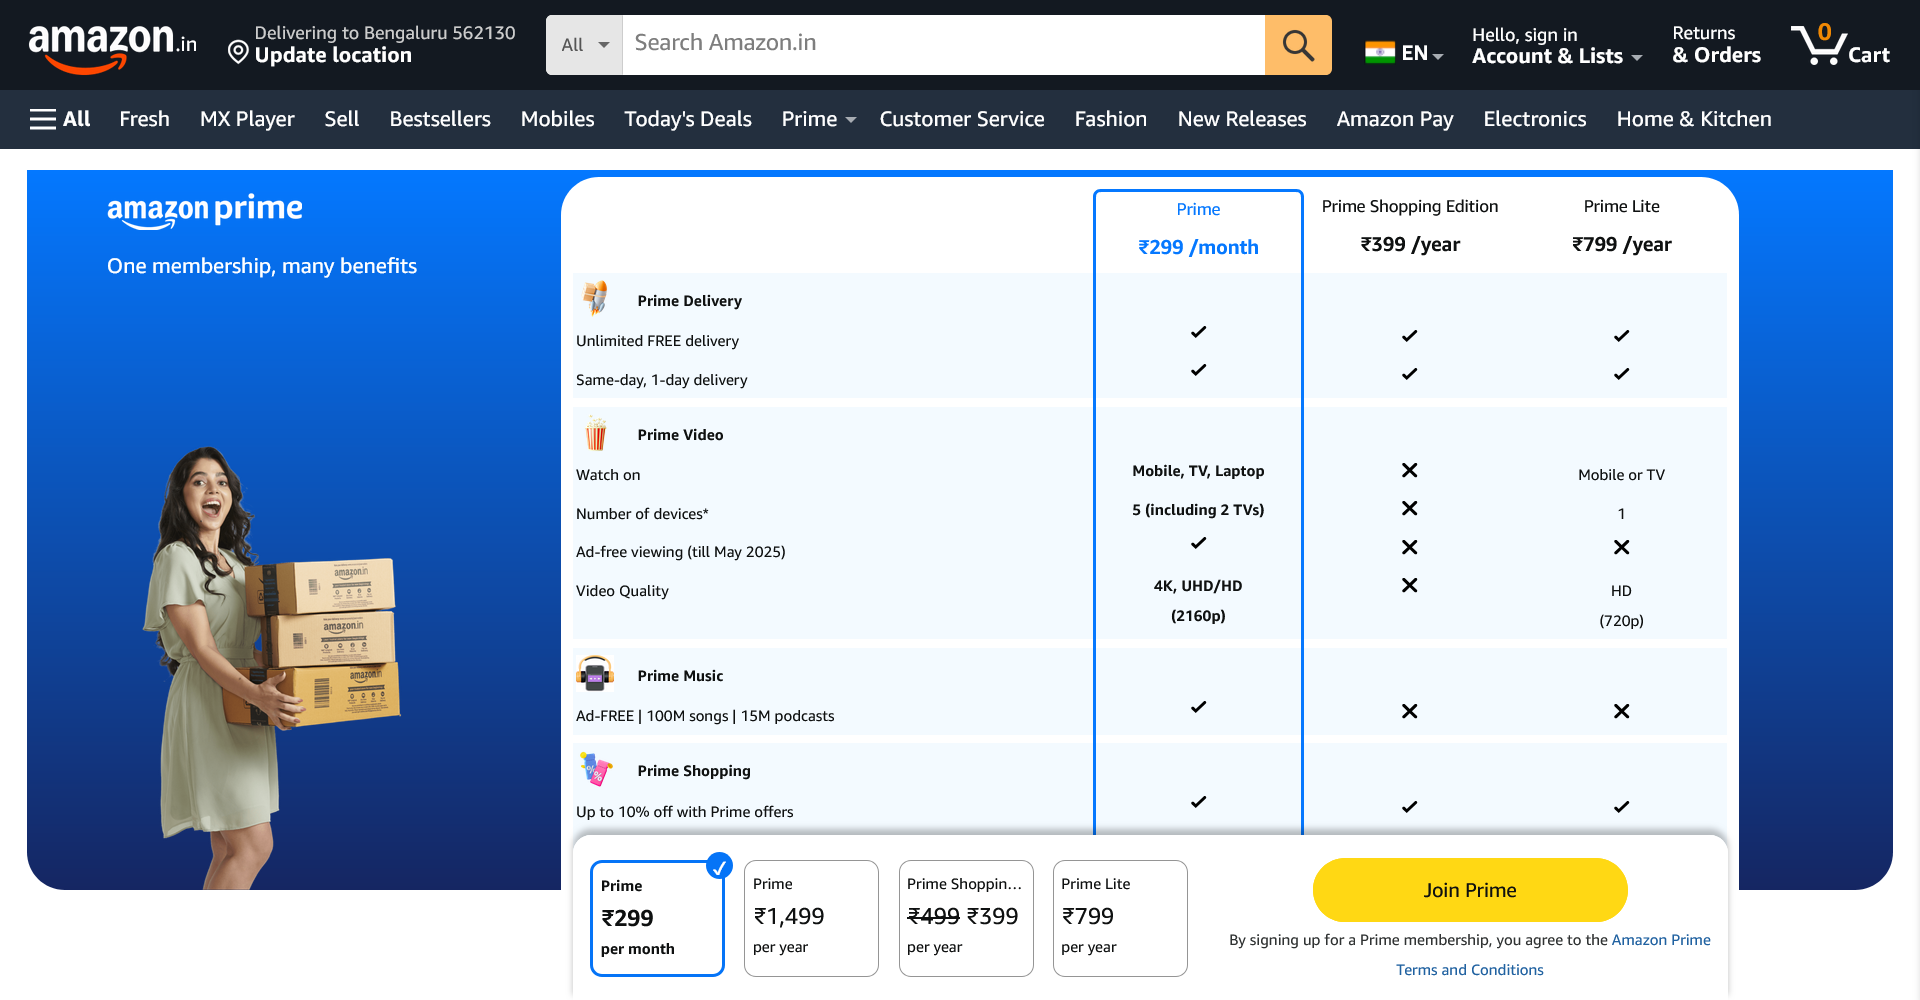 amazon.in
Delivering to Bengaluru 562130
Update location
All
Search Amazon.in
EN
Hello, sign in
Account & Lists
Returns
& Orders
0
Cart
All
Fresh
MX Player
Sell
Bestsellers
Mobiles
Today's Deals
Prime
Customer Service
Fashion
New Releases
Amazon Pay
Electronics
Home & Kitchen
amazon prime
One membership, many benefits
amazon.in
amazon.in
amazon.in
Prime
₹299 /month
Prime Shopping Edition
₹399 /year
Prime Lite
₹799 /year
Prime Delivery
Unlimited FREE delivery
Same-day, 1-day delivery
Prime Video
Watch on
Mobile, TV, Laptop
Mobile or TV
Number of devices*
5 (including 2 TVs)
1
Ad-free viewing (till May 2025)
Video Quality
4K, UHD/HD
(2160p)
HD
(720p)
Prime Music
Ad-FREE | 100M songs | 15M podcasts
Prime Shopping
Up to 10% off with Prime offers
Prime
₹299
per month
Prime
₹1,499
per year
Prime Shoppin...
₹499 ₹399
per year
Prime Lite
₹799
per year
Join Prime
By signing up for a Prime membership, you agree to the Amazon Prime
Terms and Conditions